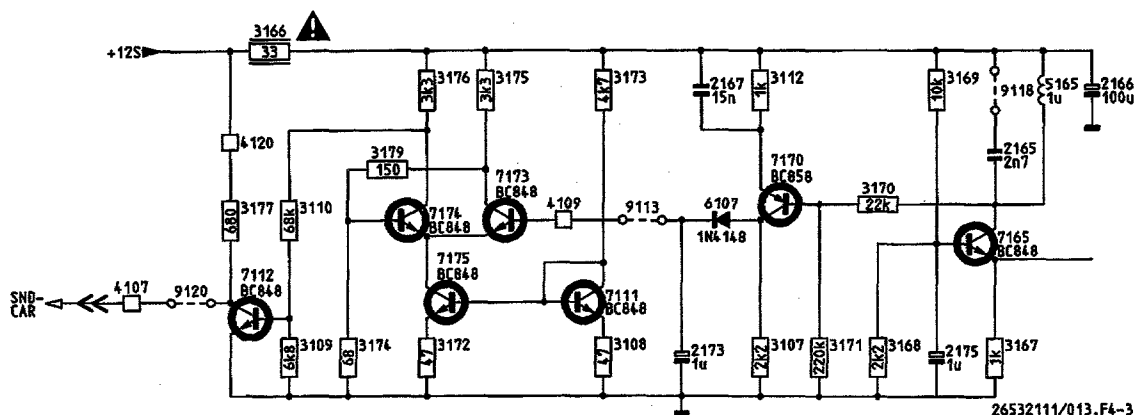 +12S
3166
33
3176
3k3
3175
3k3
3173
4k7
2167
15n
3112
1k
3169
10k
9118
5165
1u
2166
100u
4120
3179
150
7173
BC848
7170
BC858
2165
2n7
3177
680
3110
68k
7174
BC848
4109
9113
6107
1N4148
3170
22k
7165
BC848
7175
BC848
7111
BC848
SND-
CAR
4107
9120
7112
BC848
3109
6k8
3174
68
3172
47
3108
47
2173
1u
3107
2k2
3171
220k
3168
2k2
2175
1u
3167
1k
26532111/013.F4-3